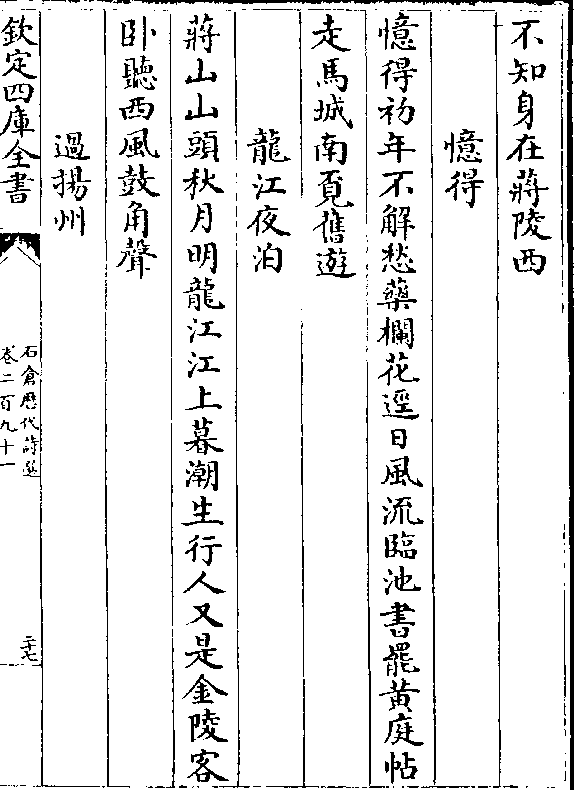 不知身在蔣陵西
憶得
憶得初年不解愁藥欄花逕日風流臨池書罷黃庭帖
走馬城南覔舊遊
龍江夜泊
蔣山山頭秋月明龍江江上暮潮生行人又是金陵客
卧聽西風鼓角聲
過揚州
欽定四庫全書
石倉歷代詩選
卷二百九十一
二十七